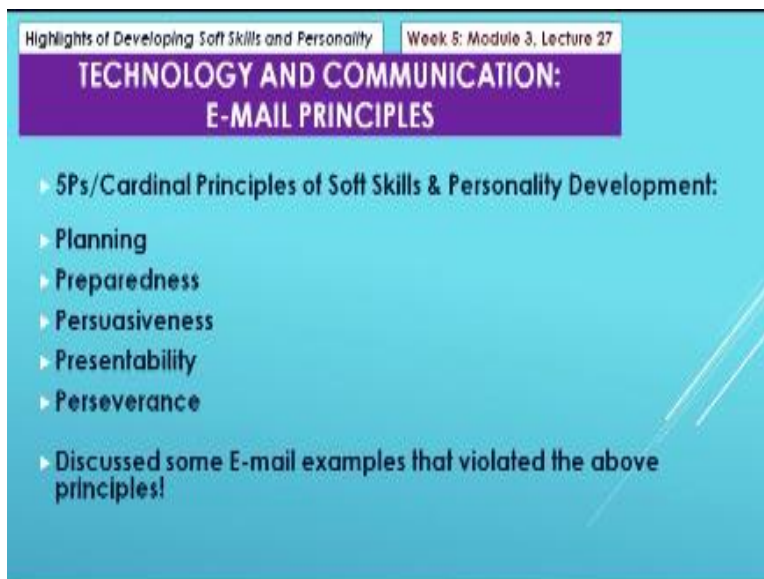 Highlights of Developing Soft Skills and Personality
Week 5: Module 3, Lecture 27
TECHNOLOGY AND COMMUNICATION:
E-MAIL PRINCIPLES
5Ps/Cardinal Principles of Soft Skills & Personality Development:
Planning
Preparedness
Persuasiveness
Presentability
Perseverance
Discussed some E-mail examples that violated the above
principles!